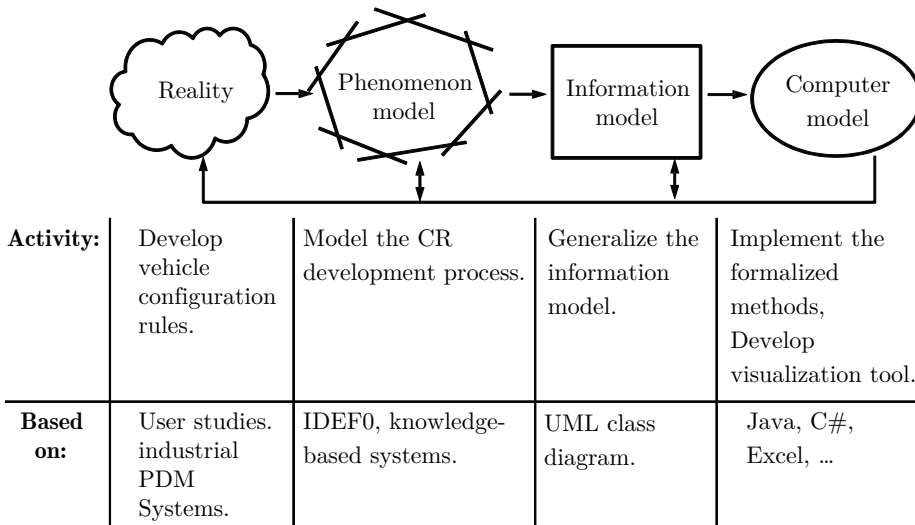 Reality
Phenomenon
model
Information
model
Computer
model
Activity:
Develop
vehicle
configuration
rules.
Model the CR
development process.
Generalize the
information
model.
Implement the
formalized
methods,
Develop
visualization tool.
Based
on:
User studies.
industrial
PDM
Systems.
IDEF0, knowledge-
based systems.
UML class
diagram.
Java, C#,
Excel, ...